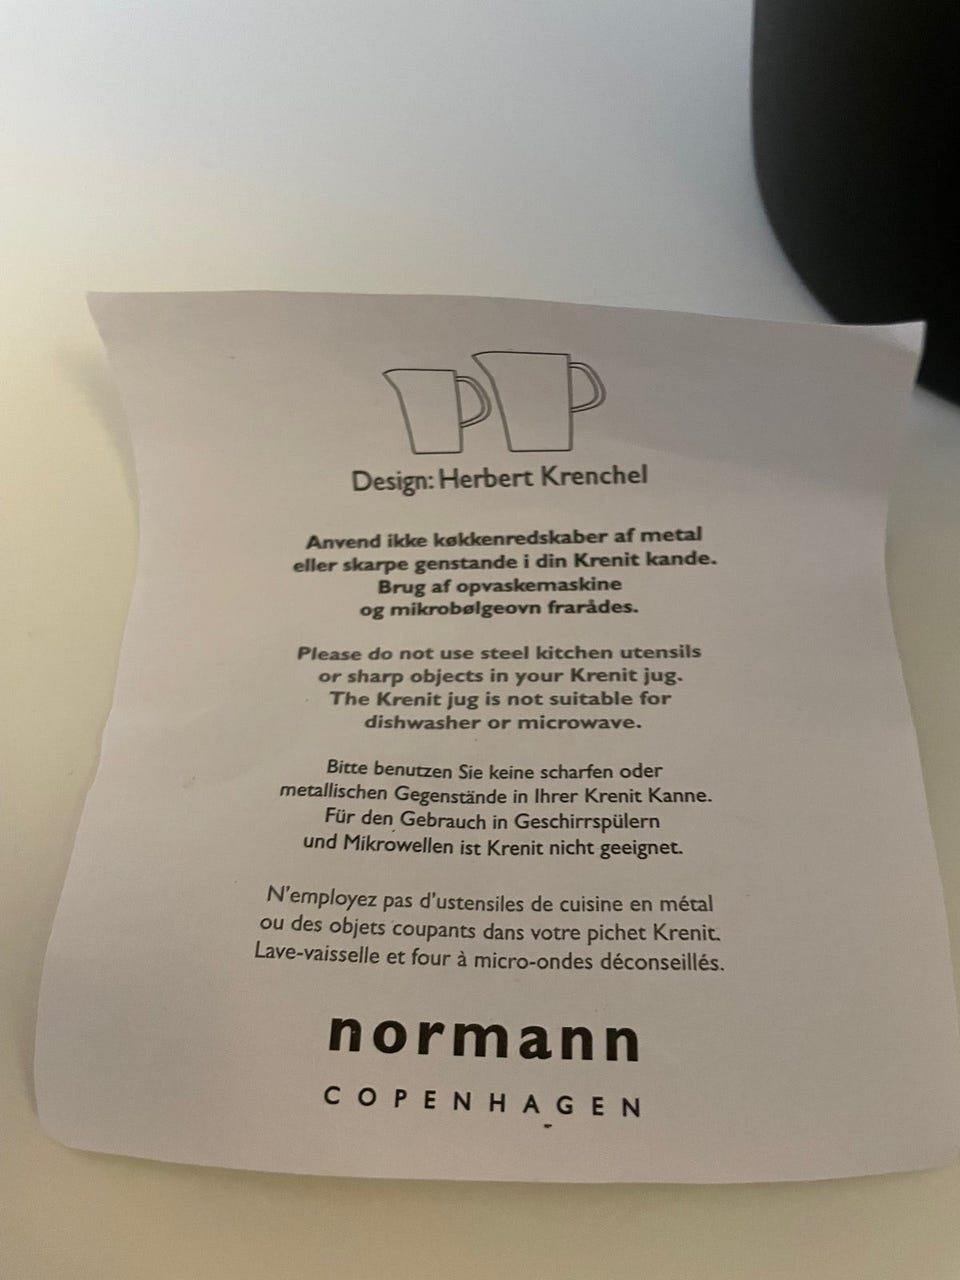 Design: Herbert Krenchel
Anvend ikke køkkenredskaber af metal
eller skarpe genstande i din Krenit kande.
Brug af opvaskemaskine
og mikrobølgeovn frarådes.
Please do not use steel kitchen utensils
or sharp objects in your Krenit jug.
The Krenit jug is not suitable for
dishwasher or microwave.
Bitte benutzen Sie keine scharfen oder
metallischen Gegenstände in Ihrer Krenit Kanne.
Für den Gebrauch in Geschirrspülern
und Mikrowellen ist Krenit nicht geeignet.
N'employez pas d'ustensiles de cuisine en métal
ou des objets coupants dans votre pichet Krenit.
Lave-vaisselle et four à micro-ondes déconseillés.
normann
COPENHAGEN